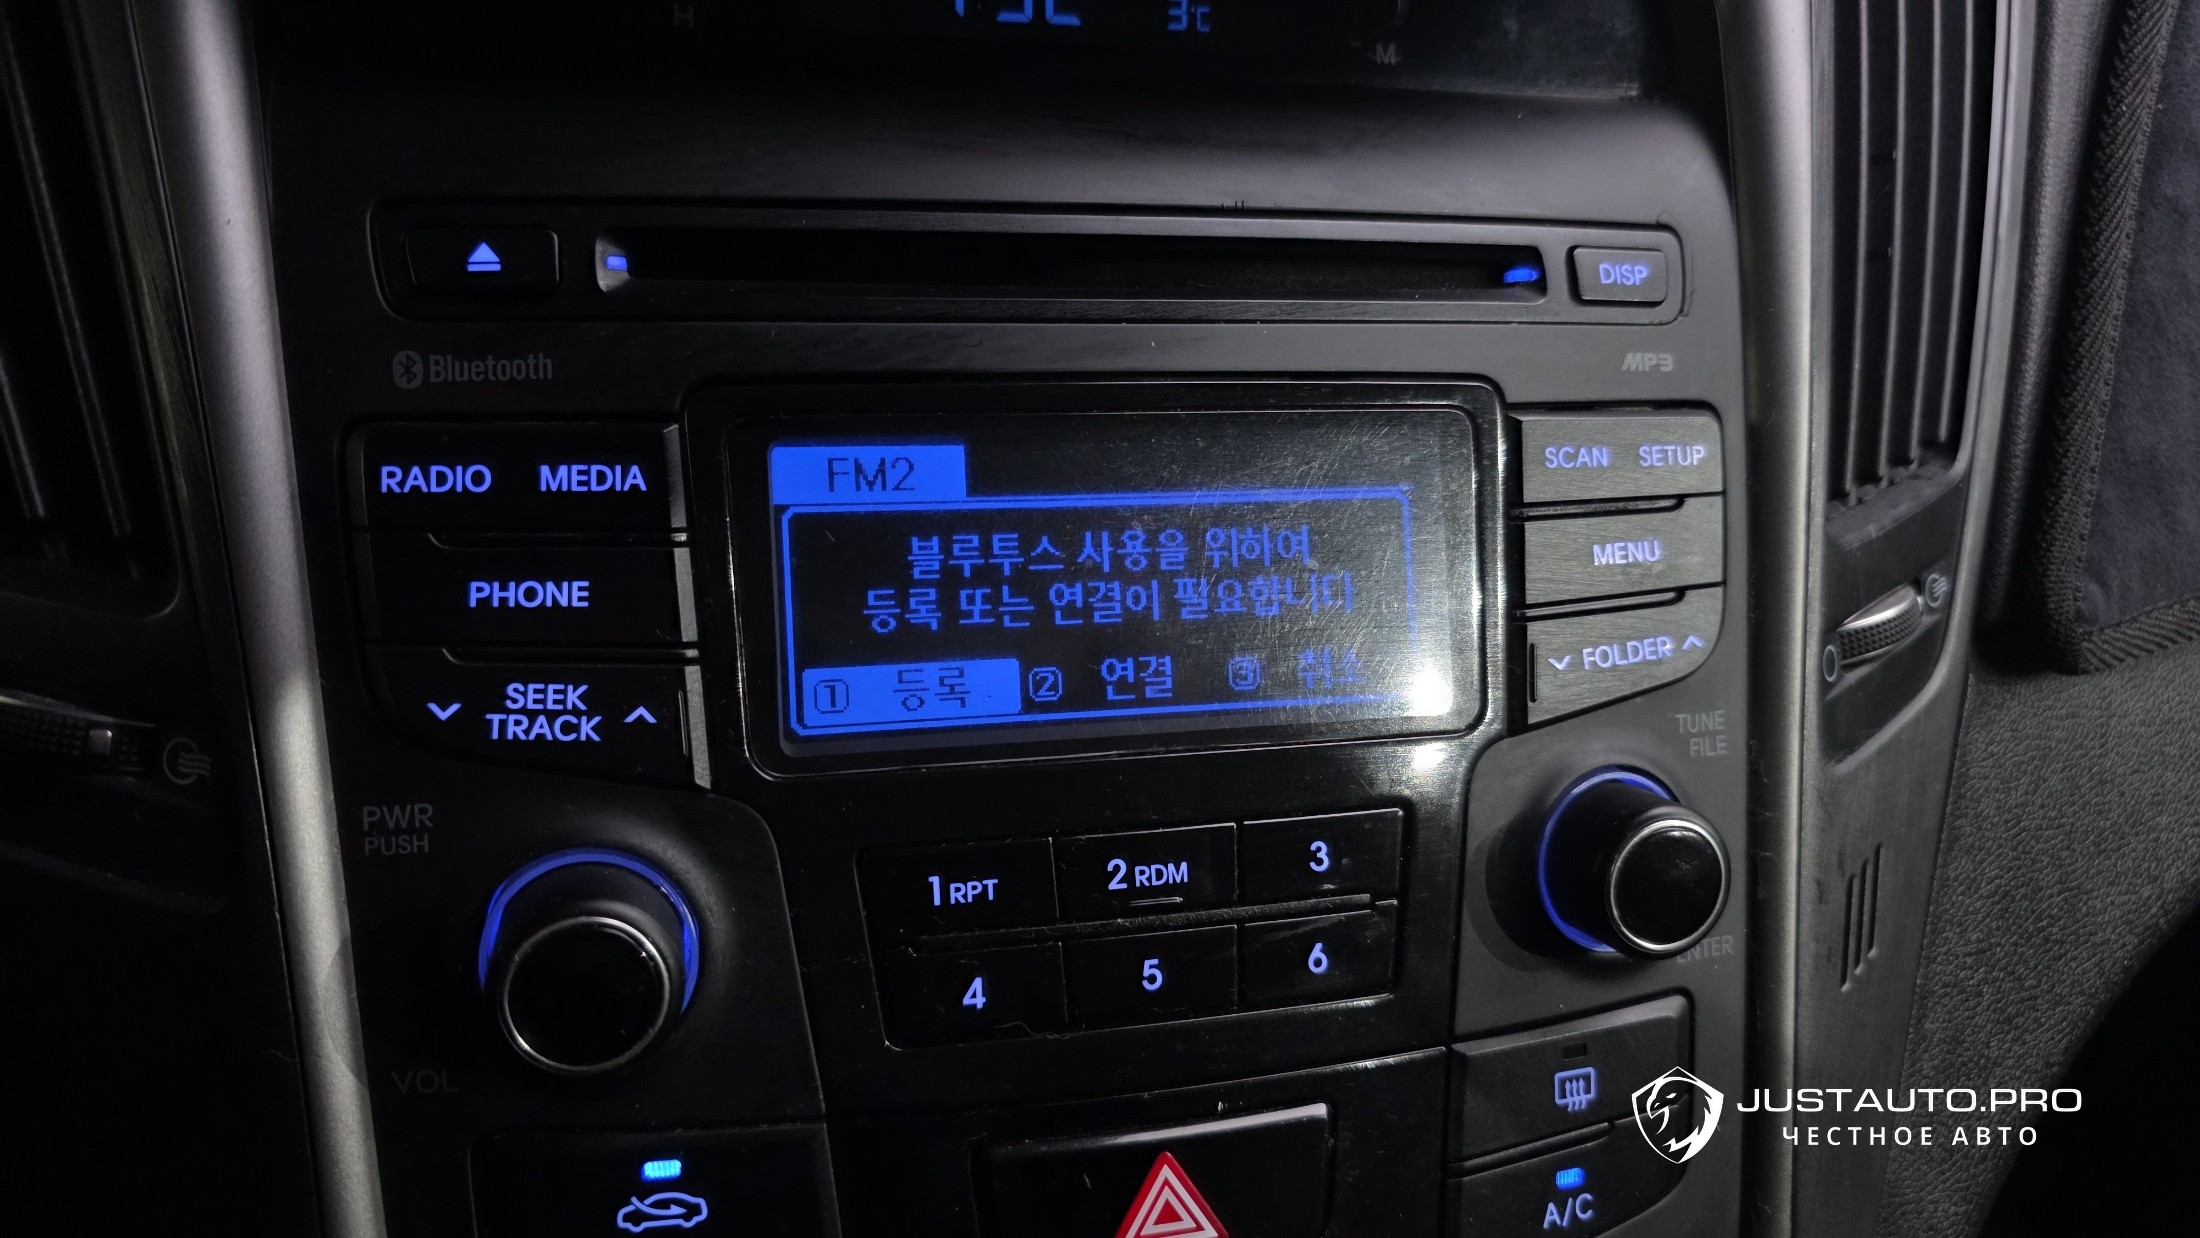 H
3°C
M
DISP
Bluetooth
MP3
RADIO MEDIA
SCAN SETUP
FM2
블루투스 사용을 위하여
등록 또는 연결이 필요합니다
① 등록 ② 연결 ③ 취소
PHONE
MENU
SEEK
TRACK
FOLDER
TUNE
FILE
PWR
PUSH
1 RPT
2 RDM
3
4
5
6
ENTER
VOL
A/C
JUSTAUTO.PRO
ЧЕСТНОЕ АВТО